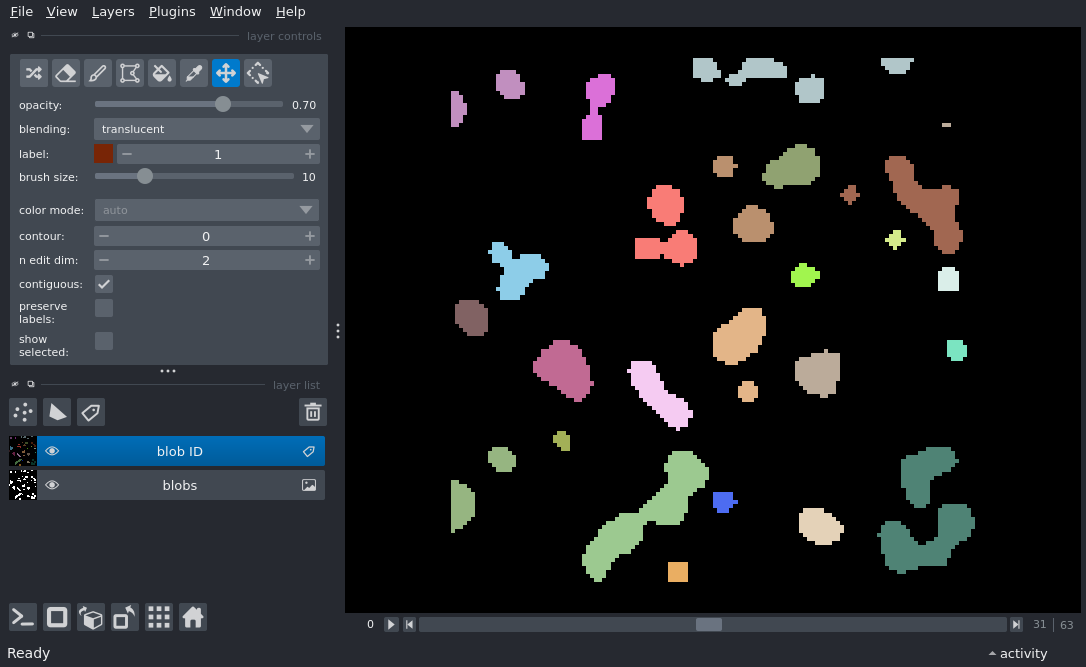 File View Layers Plugins Window Help
layer controls
opacity: 0.70
blending: translucent
label: 1
brush size: 10
color mode: auto
contour: 0
n edit dim: 2
contiguous:
preserve
labels:
show
selected:
layer list
blob ID
blobs
0 31 63
Ready activity